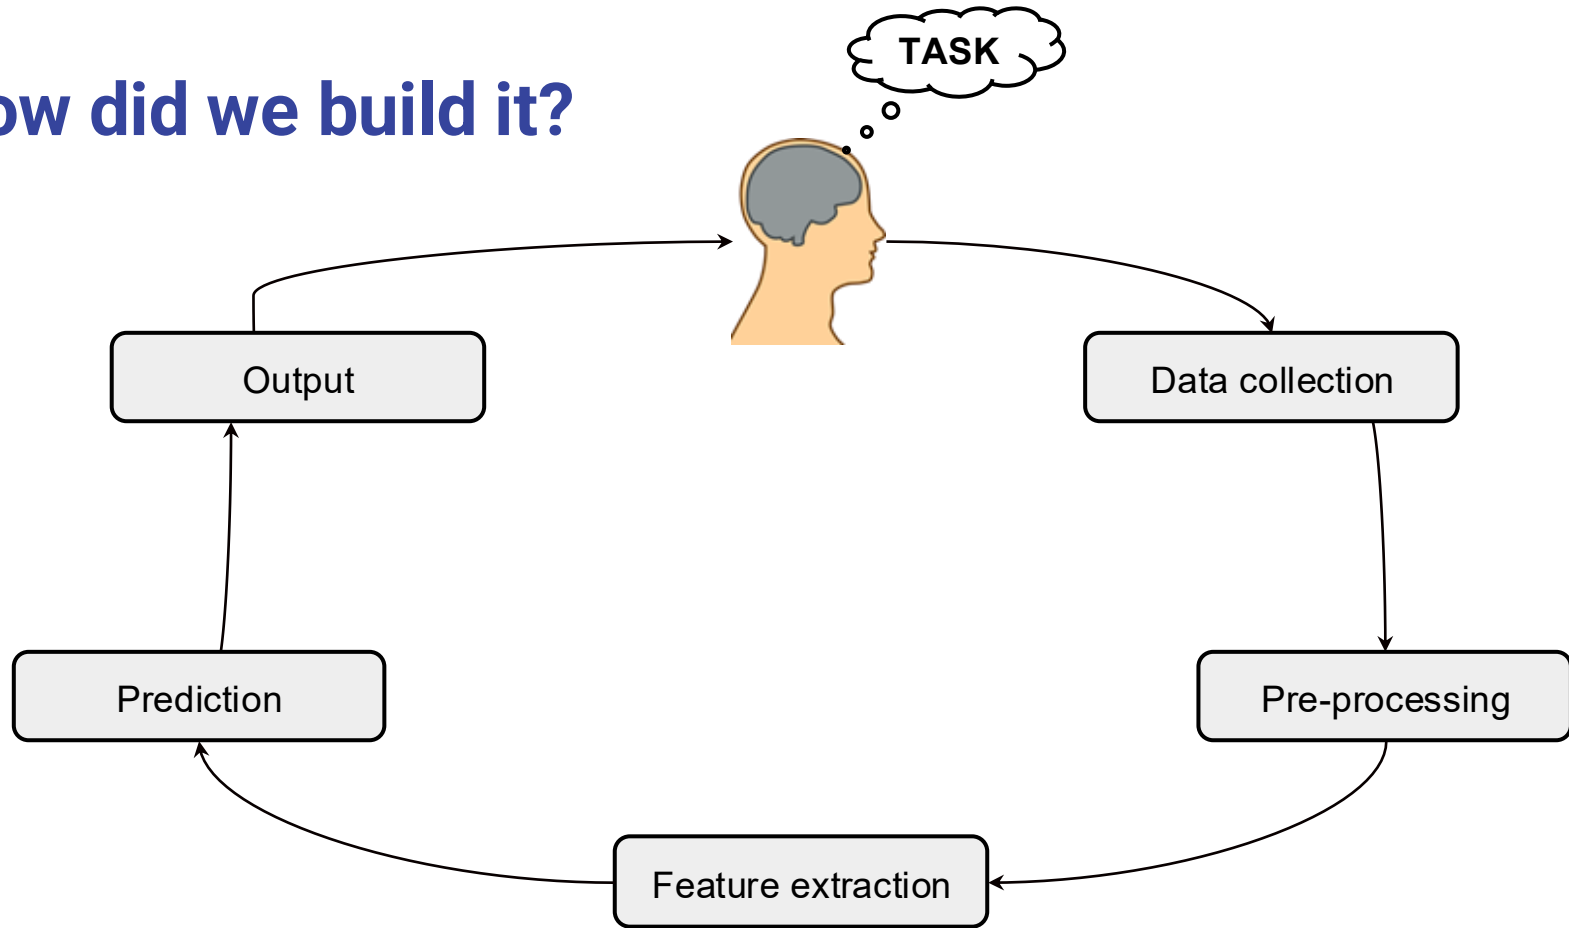 TASK
ow did we build it?
Output
Data collection
Prediction
Pre-processing
Feature extraction